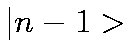 |n − 1 >